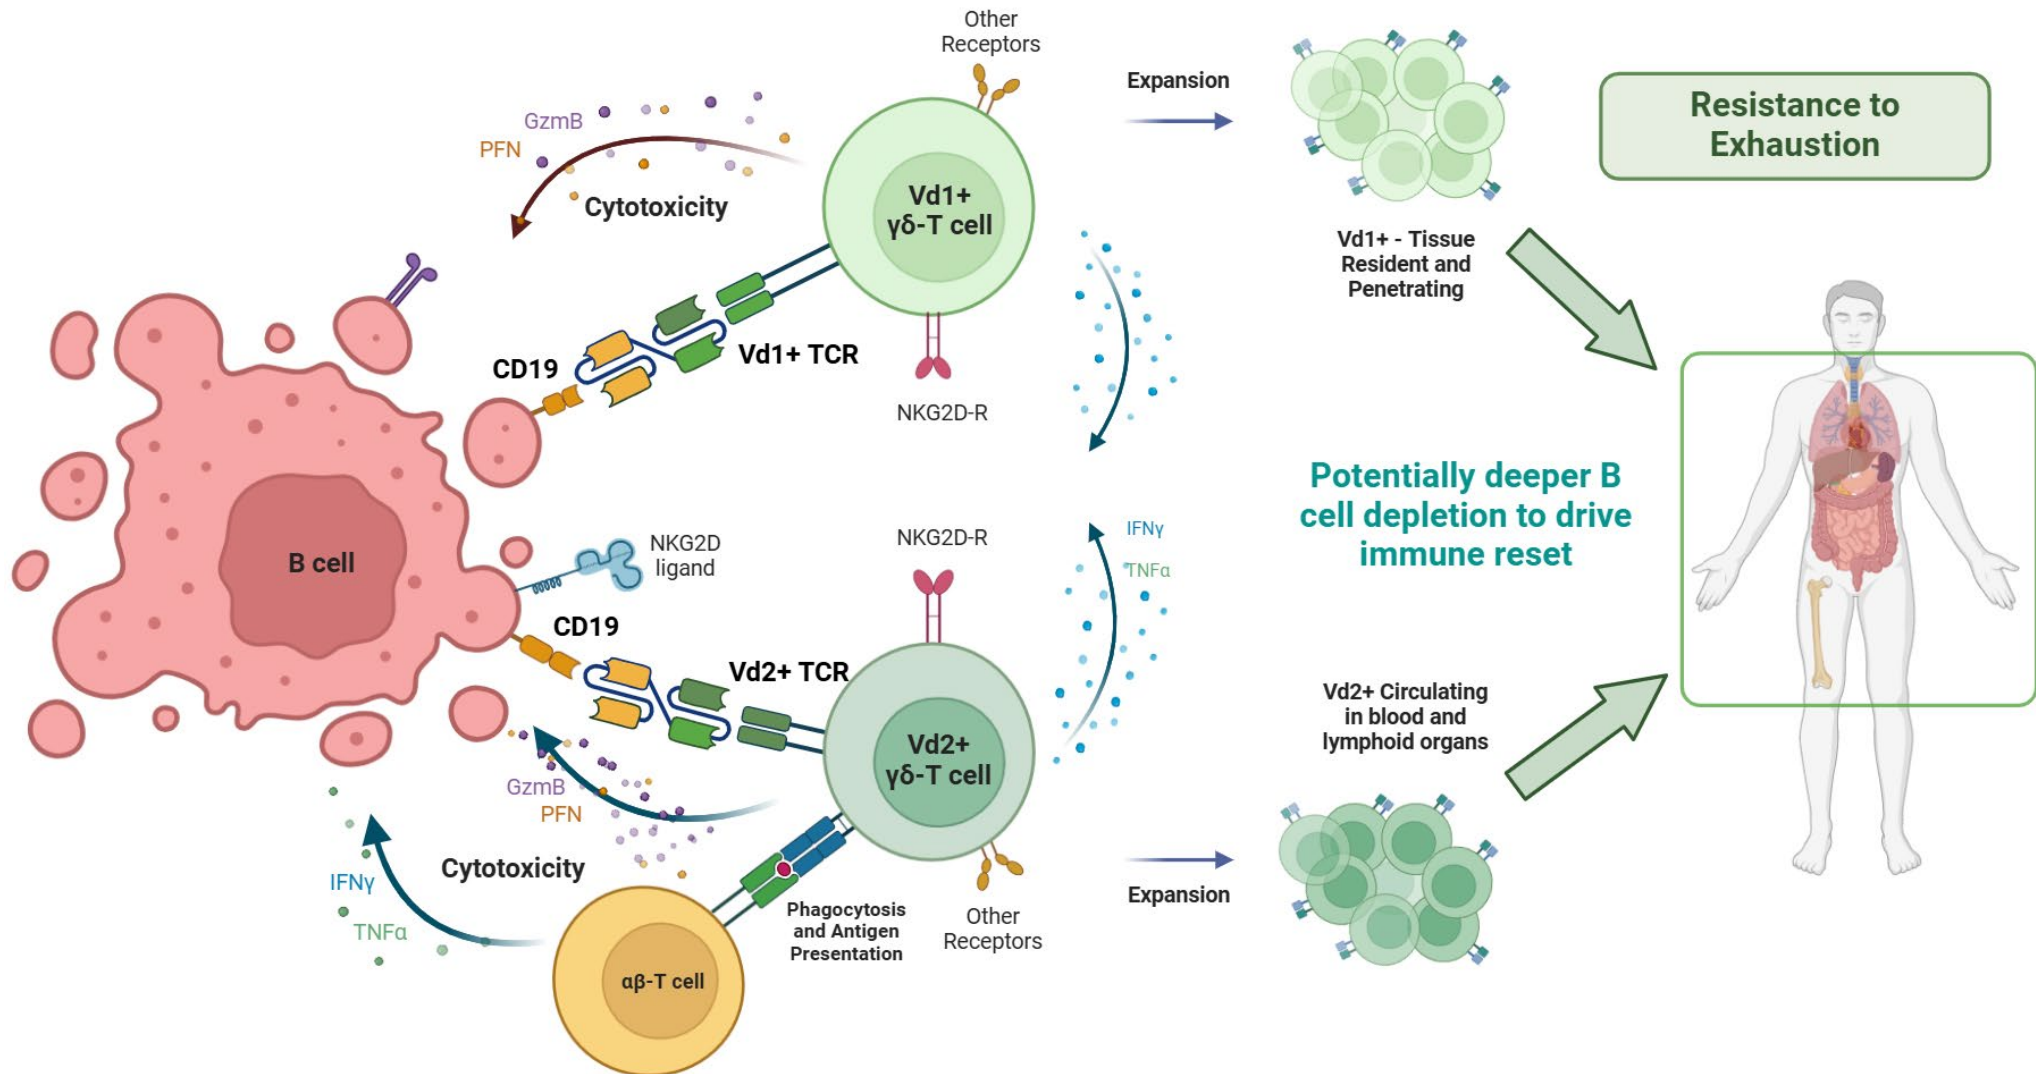 Other
Receptors
Expansion
Resistance to
Exhaustion
GzmB
PFN
Cytotoxicity
Vd1+
γδ-T cell
Vd1+ - Tissue
Resident and
Penetrating
CD19
Vd1+ TCR
NKG2D-R
Potentially deeper B
cell depletion to drive
immune reset
B cell
NKG2D
ligand
NKG2D-R
IFNγ
TNFα
CD19
Vd2+ TCR
Vd2+
γδ-T cell
Vd2+ Circulating
in blood and
lymphoid organs
GzmB
PFN
Cytotoxicity
IFNγ
TNFα
Phagocytosis
and Antigen
Presentation
Other
Receptors
Expansion
αβ-T cell